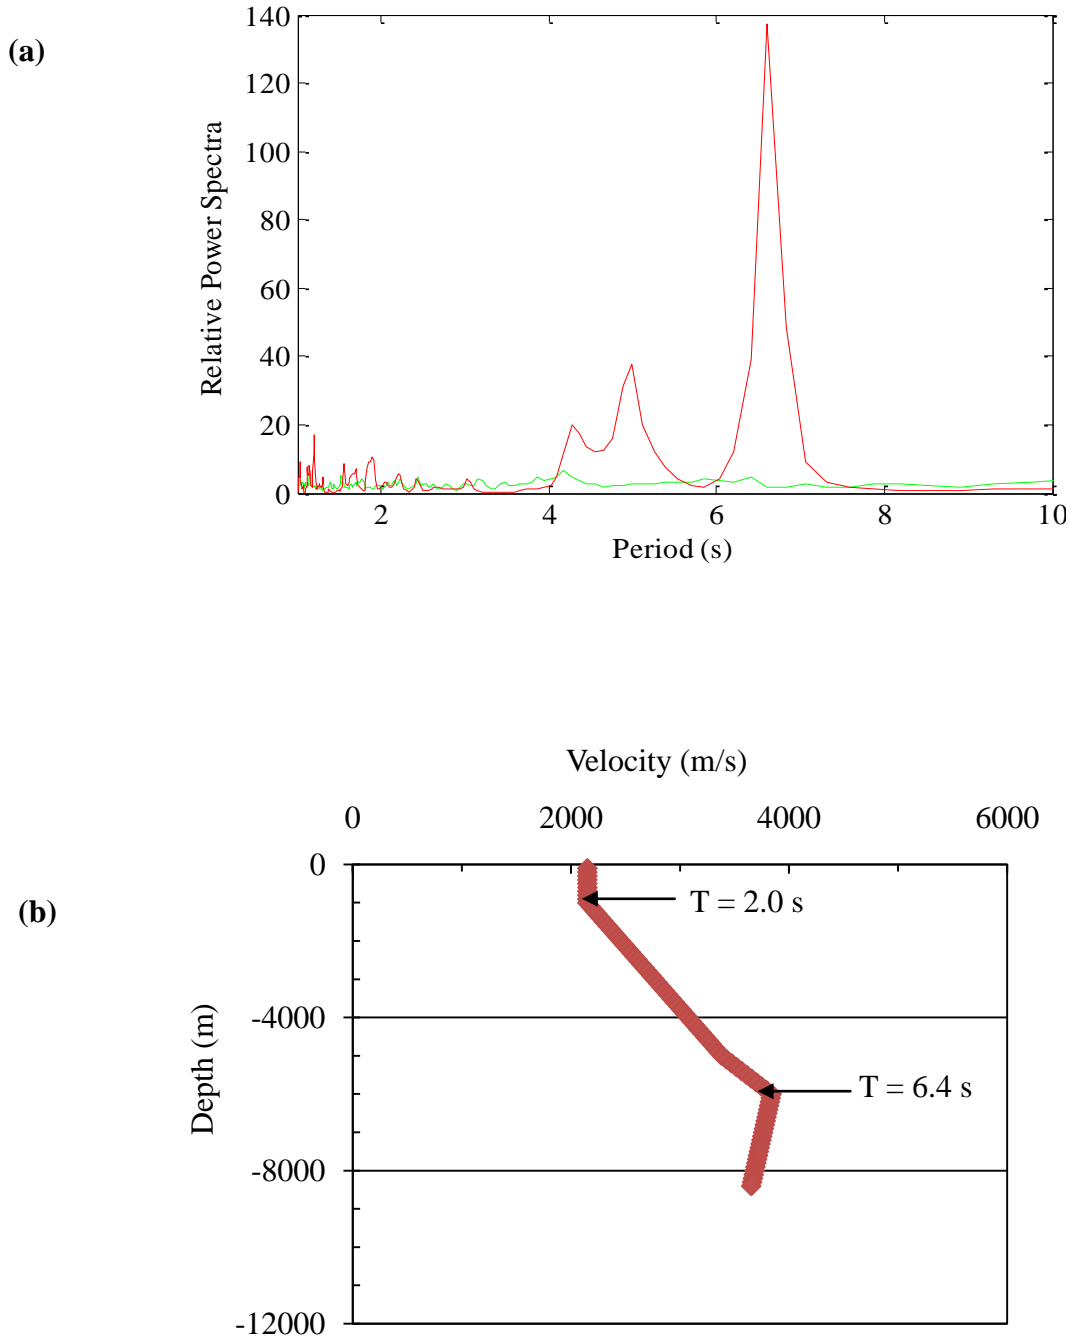 (a)
Relative Power Spectra
140
120
100
80
60
40
20
0
2 4 6 8 10
Period (s)
(b)
Velocity (m/s)
0 2000 4000 6000
Depth (m)
0
-4000
-8000
-12000
T = 2.0 s
T = 6.4 s